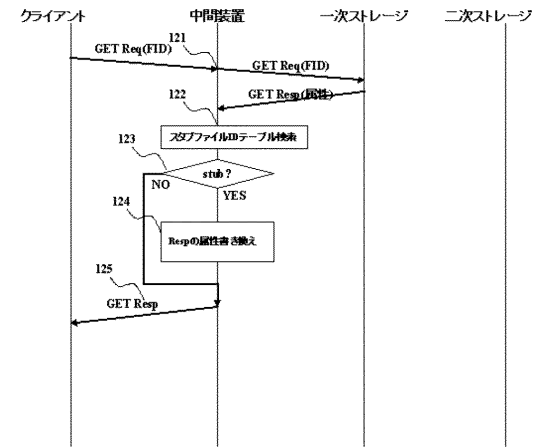 クライアント 中間装置 一次ストレージ 二次ストレージ
121
GET Req(FID)
GET Req(FID)
GET Resp(属性)
122
スタブファイルIDテーブル検索
123
stub?
NO
YES
124
Respの属性書き換え
125
GET Resp